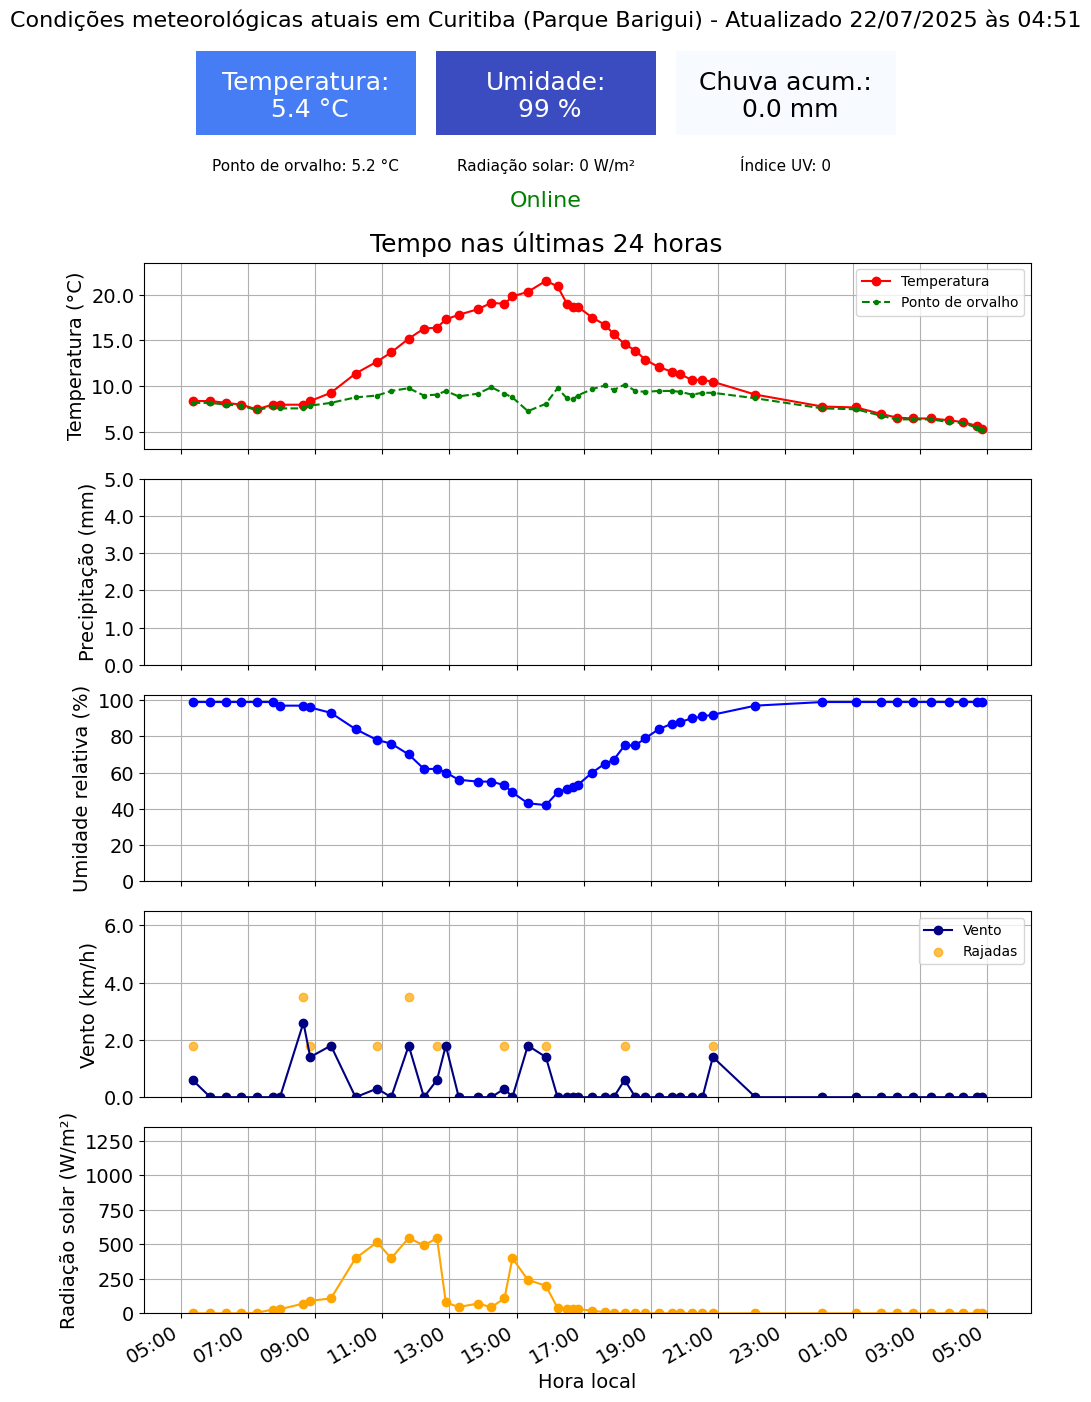 Condições meteorológicas atuais em Curitiba (Parque Barigui) - Atualizado 22/07/2025 às 04:51
Temperatura:
5.4 °C
Umidade:
99 %
Chuva acum.:
0.0 mm
Ponto de orvalho: 5.2 °C
Radiação solar: 0 W/m²
Índice UV: 0
Online
Tempo nas últimas 24 horas
Temperatura (°C)
20.0
15.0
10.0
5.0
Temperatura
Ponto de orvalho
Precipitação (mm)
5.0
4.0
3.0
2.0
1.0
0.0
Umidade relativa (%)
100
80
60
40
20
0
Vento (km/h)
6.0
4.0
2.0
0.0
Vento
Rajadas
Radiação solar (W/m²)
1250
1000
750
500
250
0
05:00
07:00
09:00
11:00
13:00
15:00
17:00
19:00
21:00
23:00
01:00
03:00
05:00
Hora local